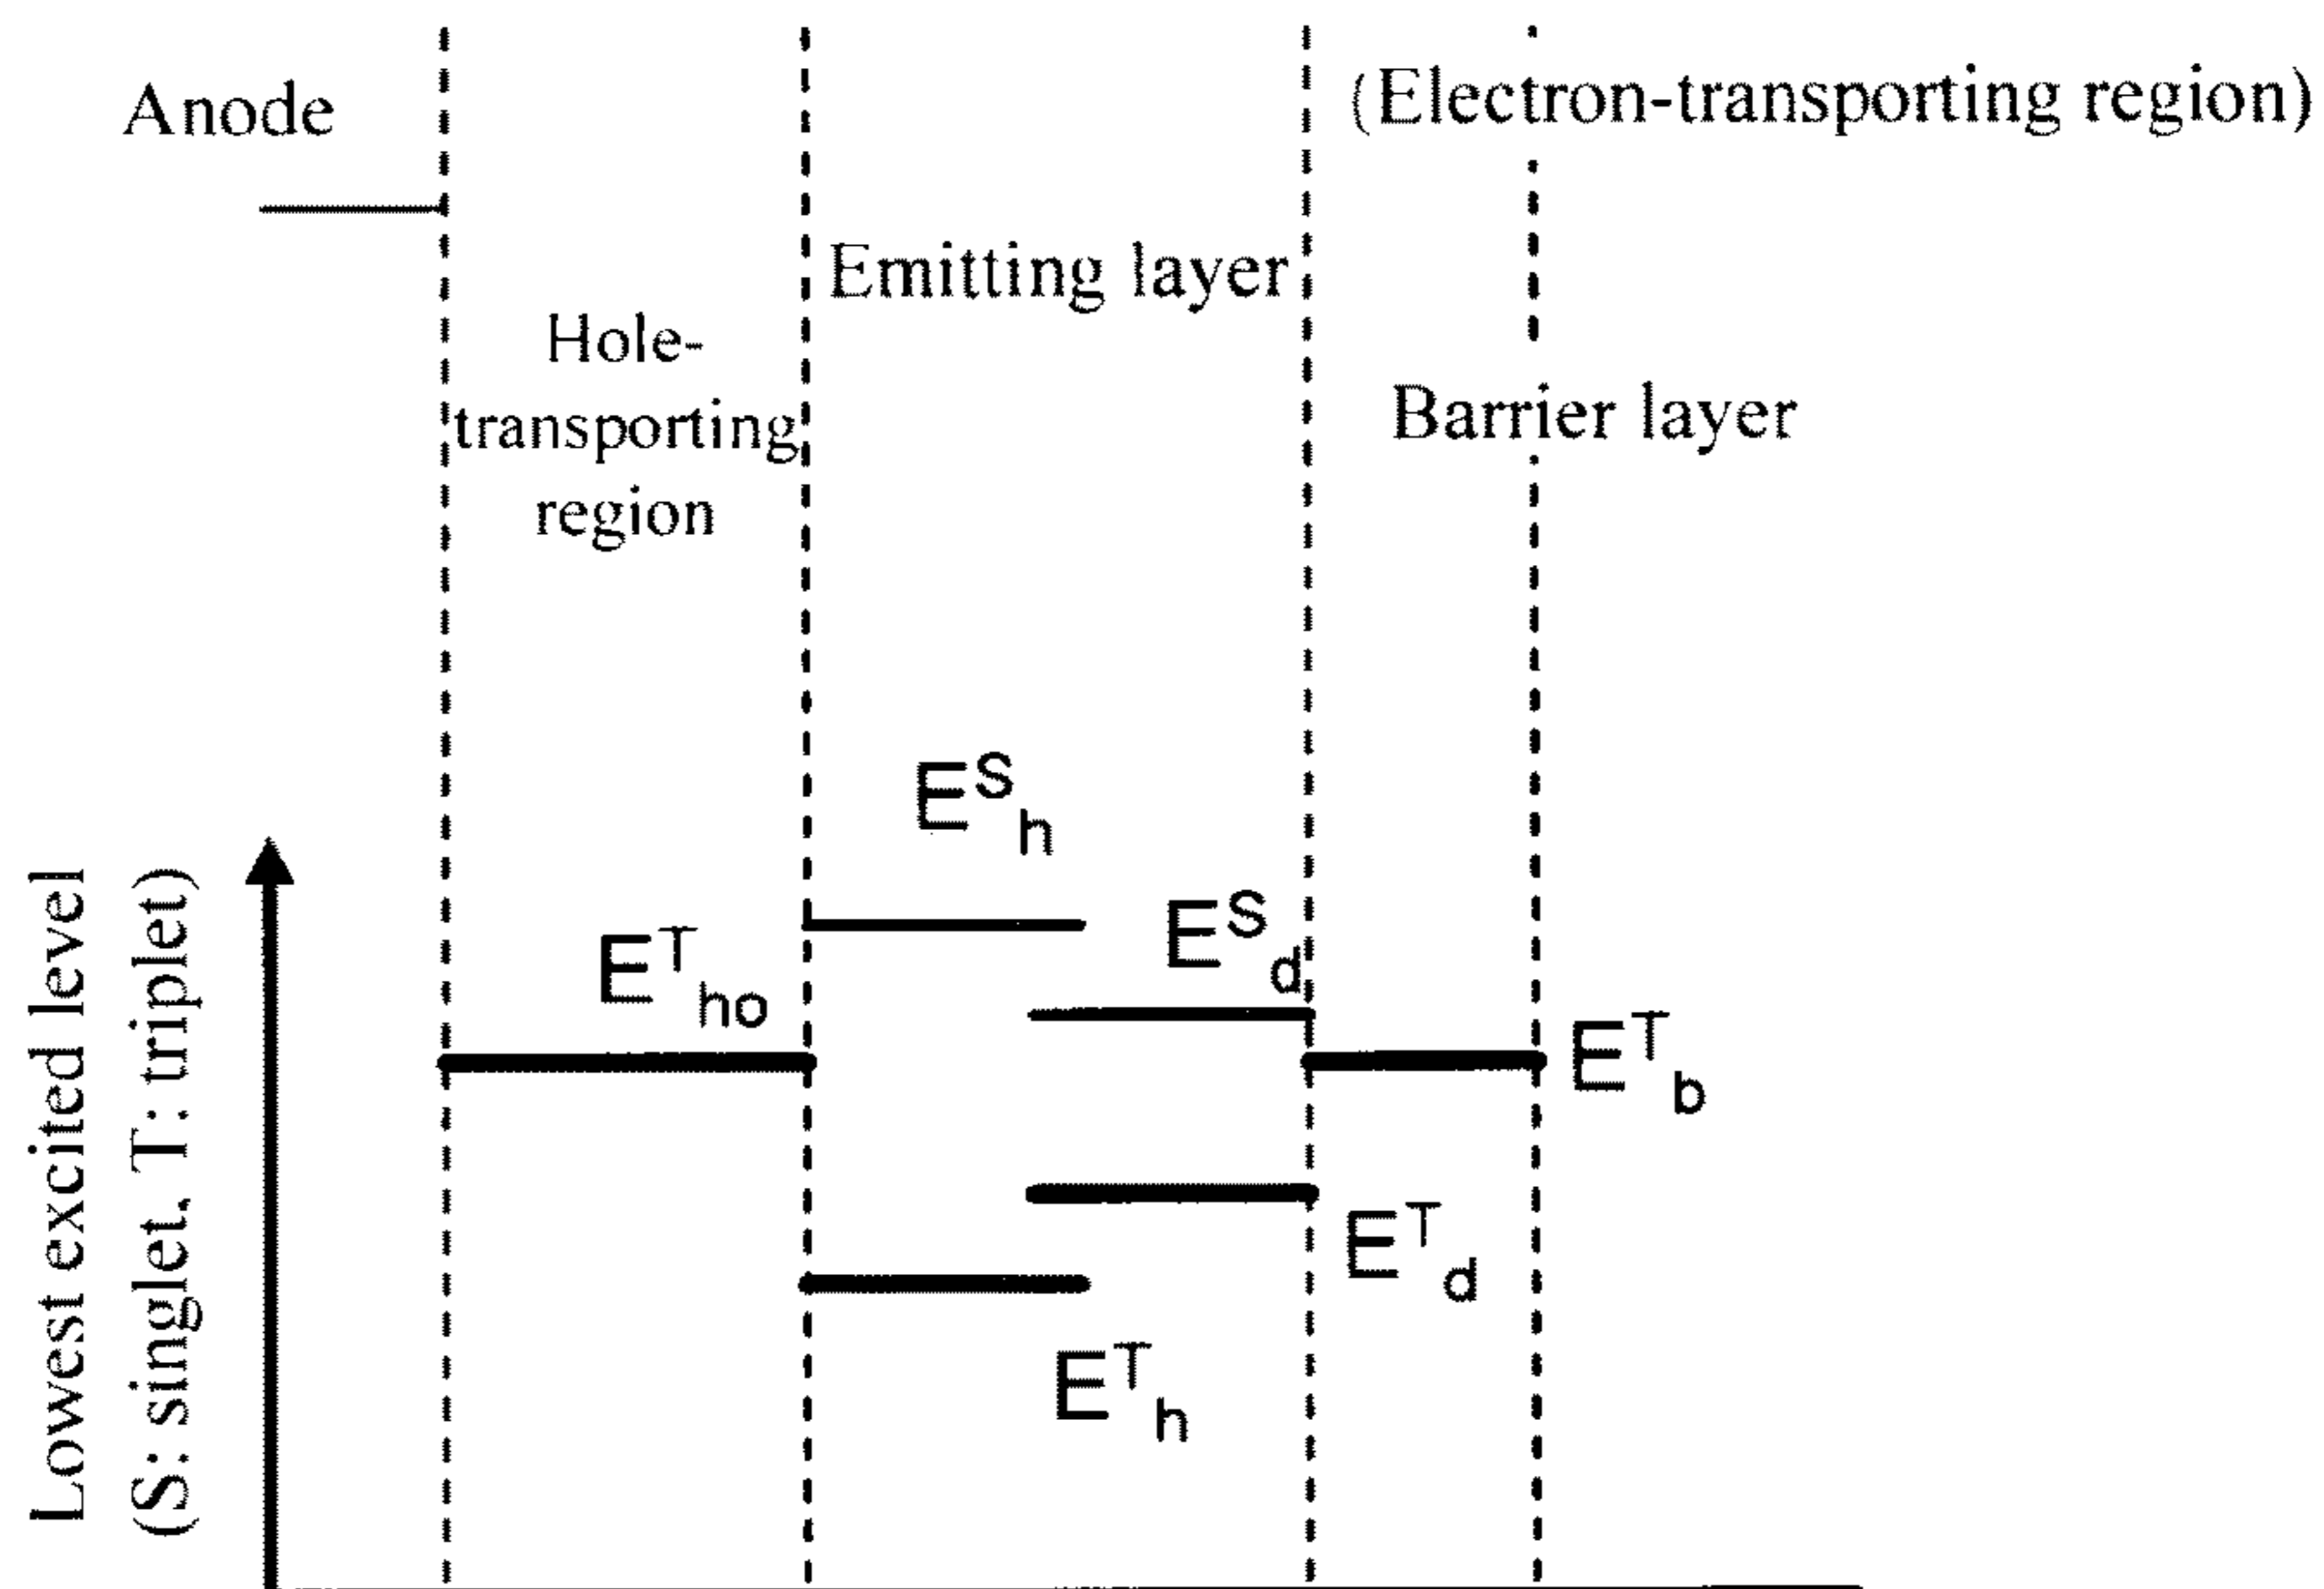 Anode
(Electron-transporting region)
Emitting layer
Hole-
transporting
region
Barrier layer
E^S_h
E^S_d
E^T_ho
E^T_b
E^T_d
E^T_h
Lowest excited level
(S: singlet, T: triplet)